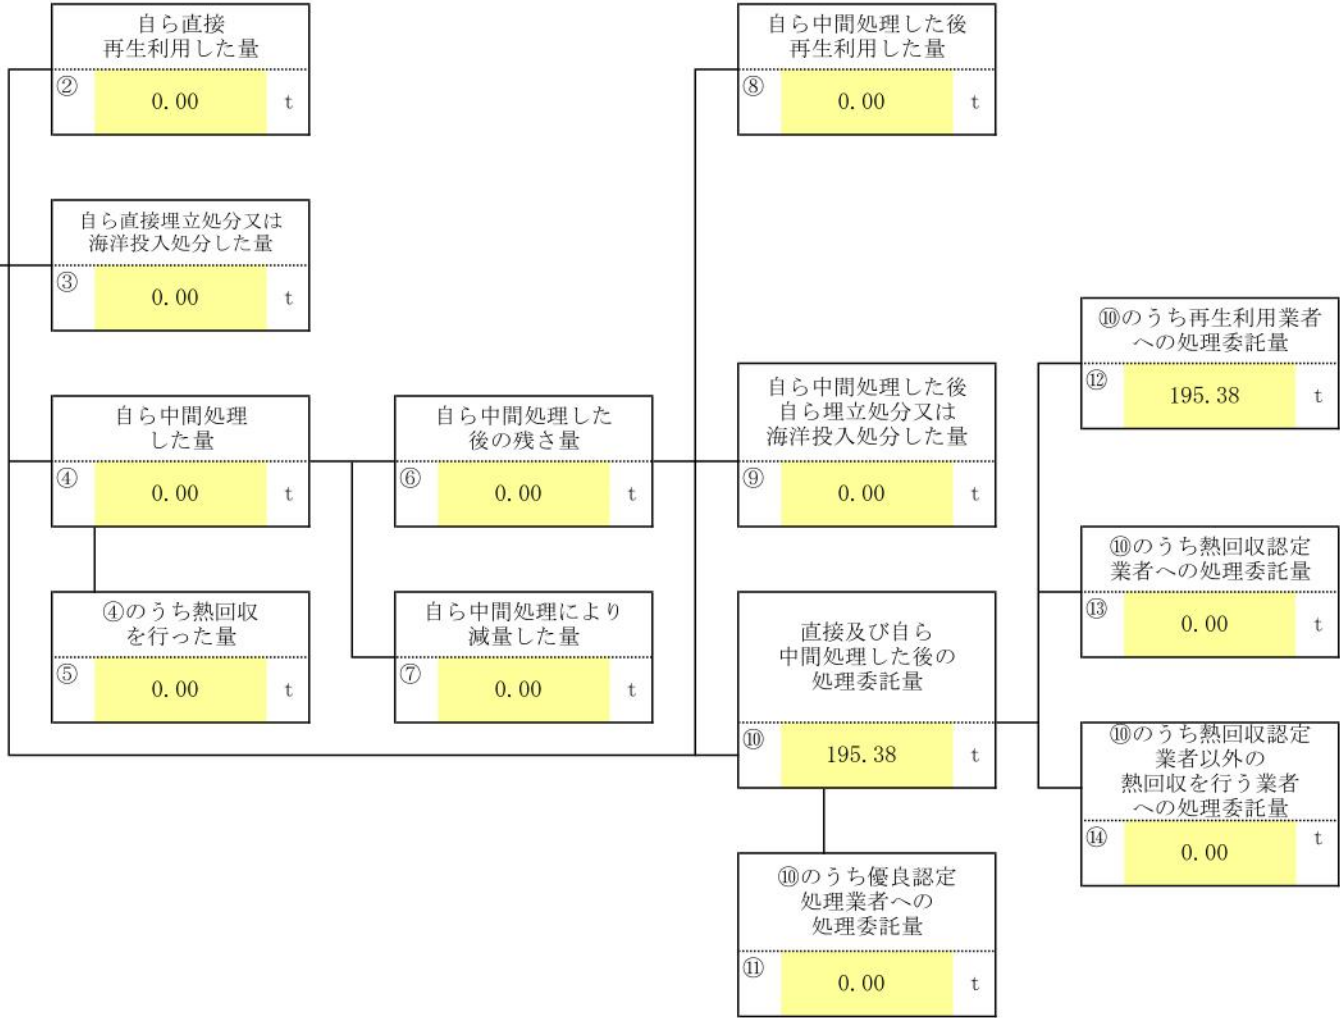 自ら直接
再生利用した量
②
0.00
t
自ら直接埋立処分又は
海洋投入処分した量
③
0.00
t
自ら中間処理
した量
④
0.00
t
④のうち熱回収
を行った量
⑤
0.00
t
自ら中間処理した
後の残さ量
⑥
0.00
t
自ら中間処理により
減量した量
⑦
0.00
t
自ら中間処理した後
再生利用した量
⑧
0.00
t
自ら中間処理した後
自ら埋立処分又は
海洋投入処分した量
⑨
0.00
t
直接及び自ら
中間処理した後の
処理委託量
⑩
195.38
t
⑩のうち優良認定
処理業者への
処理委託量
⑪
0.00
t
⑩のうち再生利用業者
への処理委託量
⑫
195.38
t
⑩のうち熱回収認定
業者への処理委託量
⑬
0.00
t
⑩のうち熱回収認定
業者以外の
熱回収を行う業者
への処理委託量
⑭
0.00
t